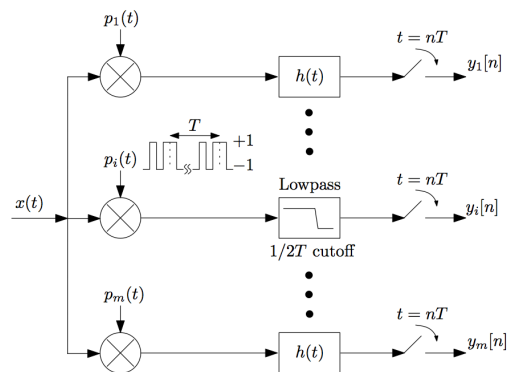 p₁(t)
t = nT
h(t)
y₁[n]
T
+1
−1
pᵢ(t)
Lowpass
t = nT
x(t)
yᵢ[n]
1/2T cutoff
pₘ(t)
t = nT
h(t)
yₘ[n]